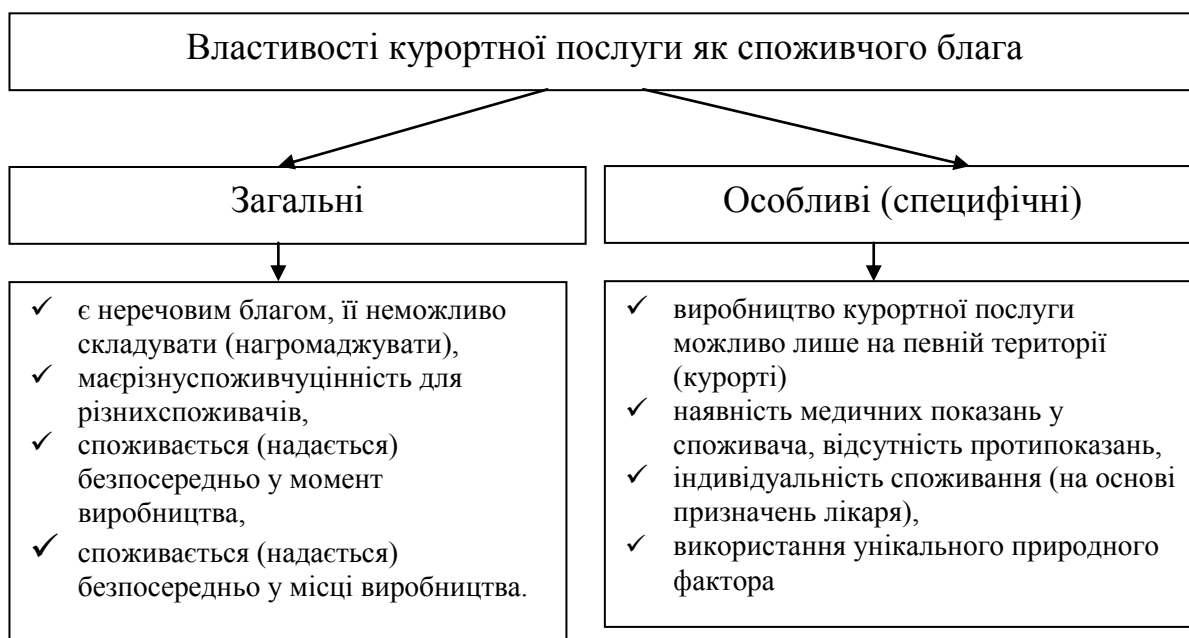 Властивості курортної послуги як споживчого блага
Загальні
Особливі (специфічні)
✓ є неречовим благом, її неможливо
складувати (нагромаджувати),
✓ маєрізнуспоживчуцінність для
різнихспоживачів,
✓ споживається (надається)
безпосередньо у момент
виробництва,
✓ споживається (надається)
безпосередньо у місці виробництва.
✓ виробництво курортної послуги
можливо лише на певній території
(курорті)
✓ наявність медичних показань у
споживача, відсутність протипоказань,
✓ індивідуальність споживання (на основі
призначень лікаря),
✓ використання унікального природного
фактора